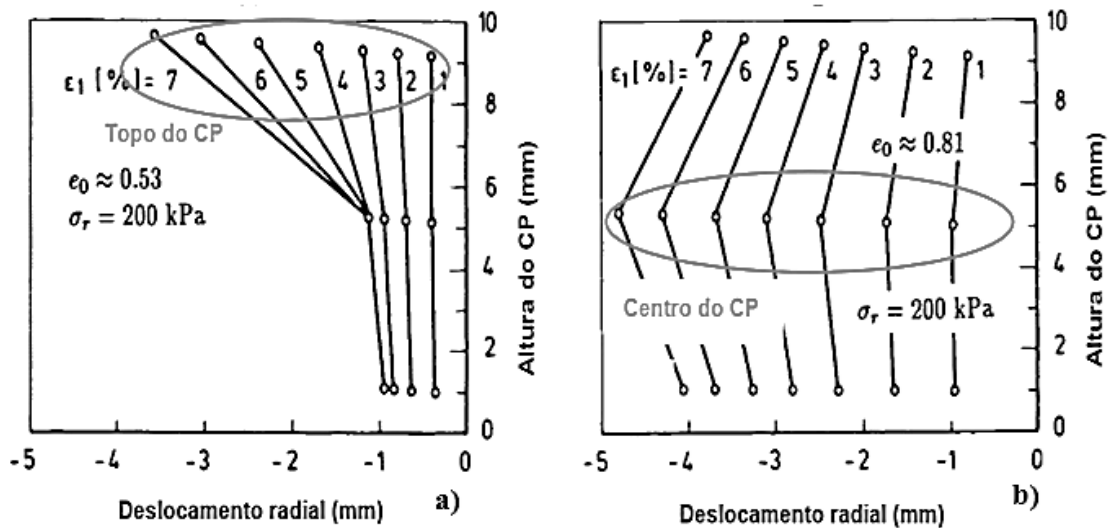 ε1 [%] = 7 6 5 4 3 2 1
Topo do CP
e0 ≈ 0.53
σr = 200 kPa
10
8
6
4
2
0
Altura do CP (mm)
-5 -4 -3 -2 -1 0
Deslocamento radial (mm)
a)
ε1 [%] = 7 6 5 4 3 2 1
e0 ≈ 0.81
Centro do CP
σr = 200 kPa
10
8
6
4
2
0
Altura do CP (mm)
-5 -4 -3 -2 -1 0
Deslocamento radial (mm)
b)